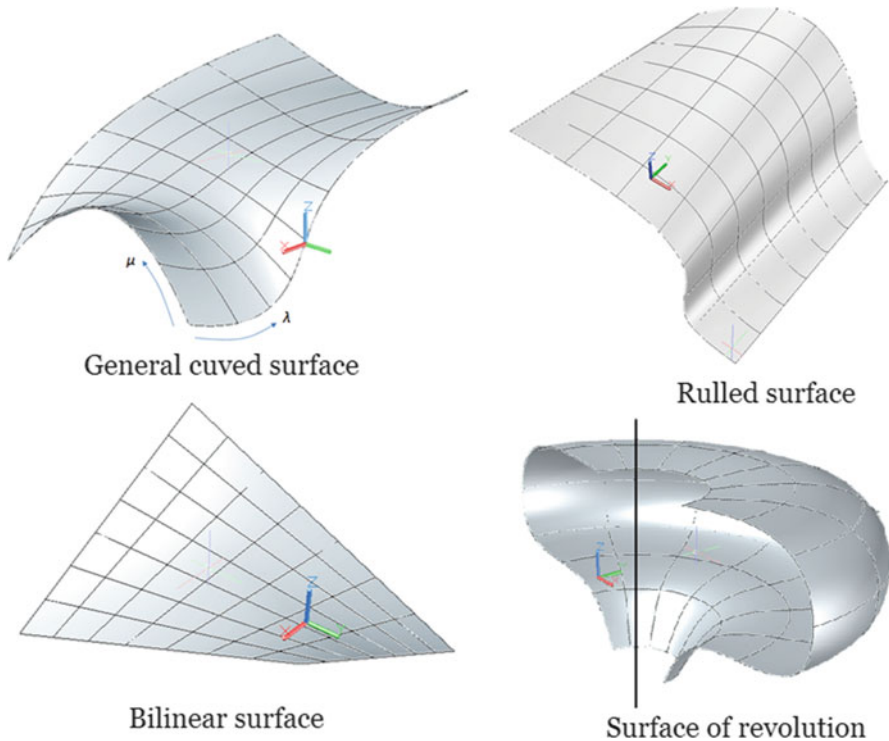 Z
X
μ
λ
General cuved surface
Z
Y
X
Rulled surface
Z
X
Y
Bilinear surface
Z
Y
X
Surface of revolution